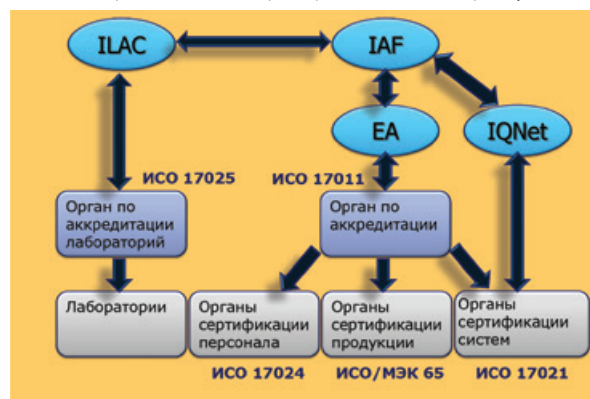 ILAC
IAF
EA
IQNet
ИСО 17025
ИСО 17011
Орган по
аккредитации
лабораторий
Орган по
аккредитации
Лаборатории
Органы
сертификации
персонала
Органы
сертификации
продукции
Органы
сертификации
систем
ИСО 17024
ИСО/МЭК 65
ИСО 17021